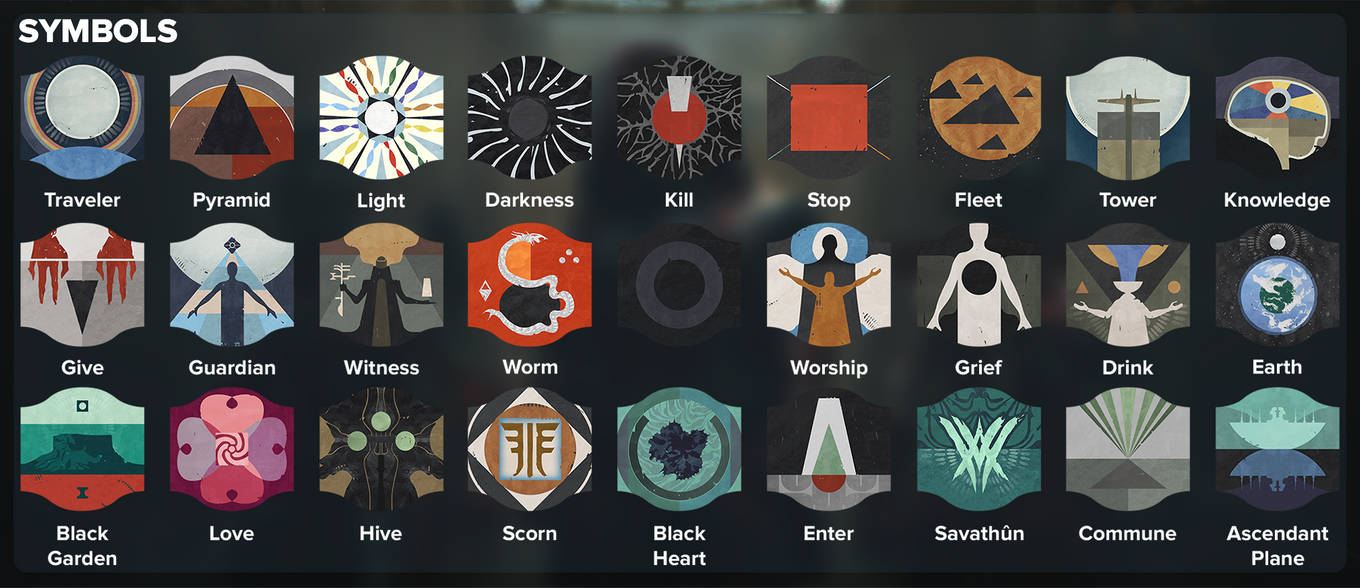 SYMBOLS
Traveler Pyramid Light Darkness Kill Stop Fleet Tower Knowledge
Give Guardian Witness Worm Worship Grief Drink Earth
Black Garden Love Hive Scorn Black Heart Enter Savathûn Commune Ascendant Plane